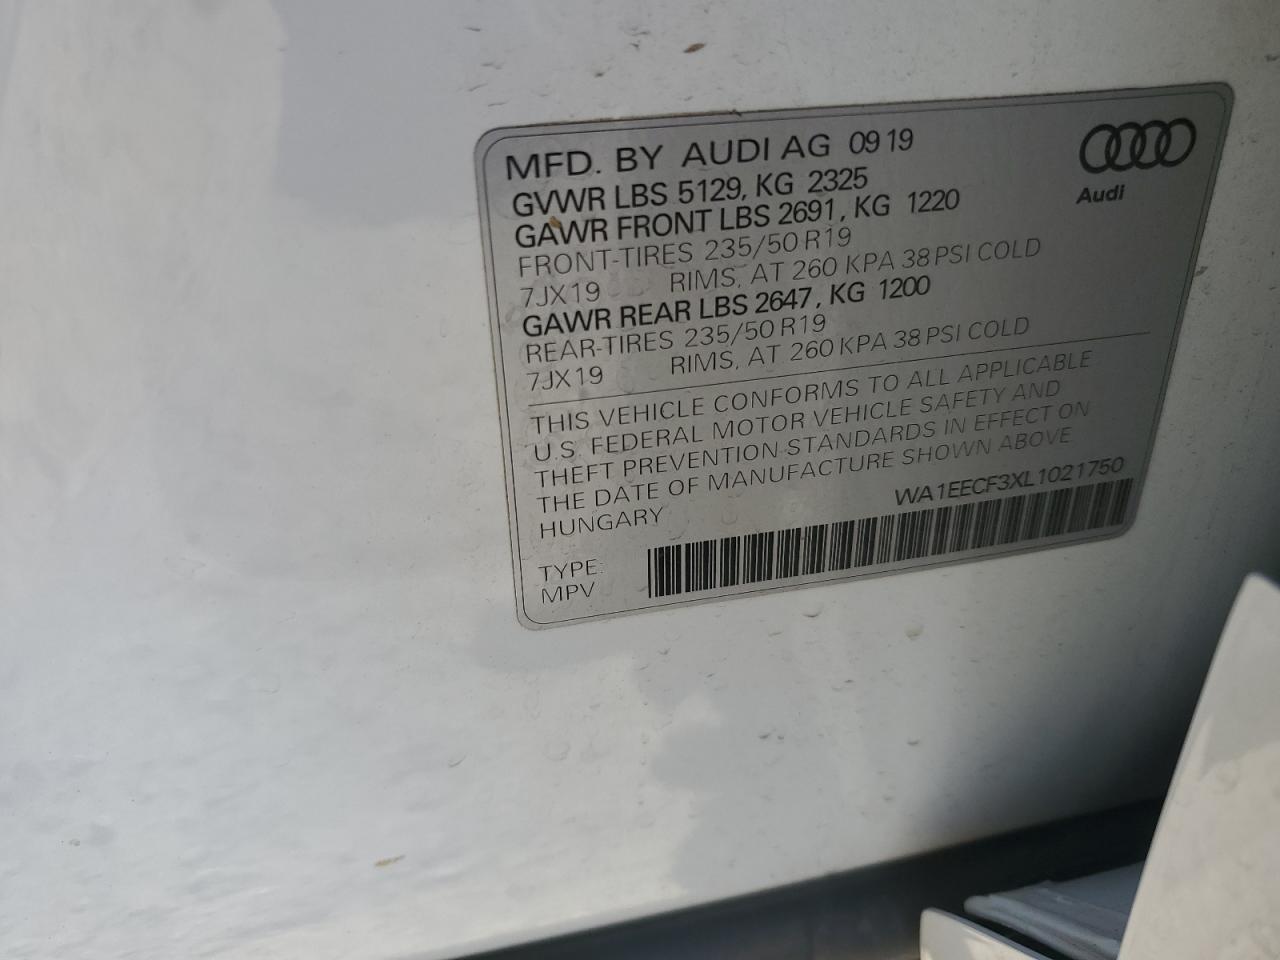 MFD. BY AUDI AG 09 19
GVWR LBS 5129, KG 2325
GAWR FRONT LBS 2691, KG 1220
FRONT-TIRES 235/50 R19
7JX19 RIMS, AT 260 KPA 38 PSI COLD
GAWR REAR LBS 2647, KG 1200
REAR-TIRES 235/50 R19
7JX19 RIMS, AT 260 KPA 38 PSI COLD
Audi
THIS VEHICLE CONFORMS TO ALL APPLICABLE
U.S. FEDERAL MOTOR VEHICLE SAFETY AND
THEFT PREVENTION STANDARDS IN EFFECT ON
THE DATE OF MANUFACTURE SHOWN ABOVE
HUNGARY
WA1EECF3XL1021750
TYPE:
MPV